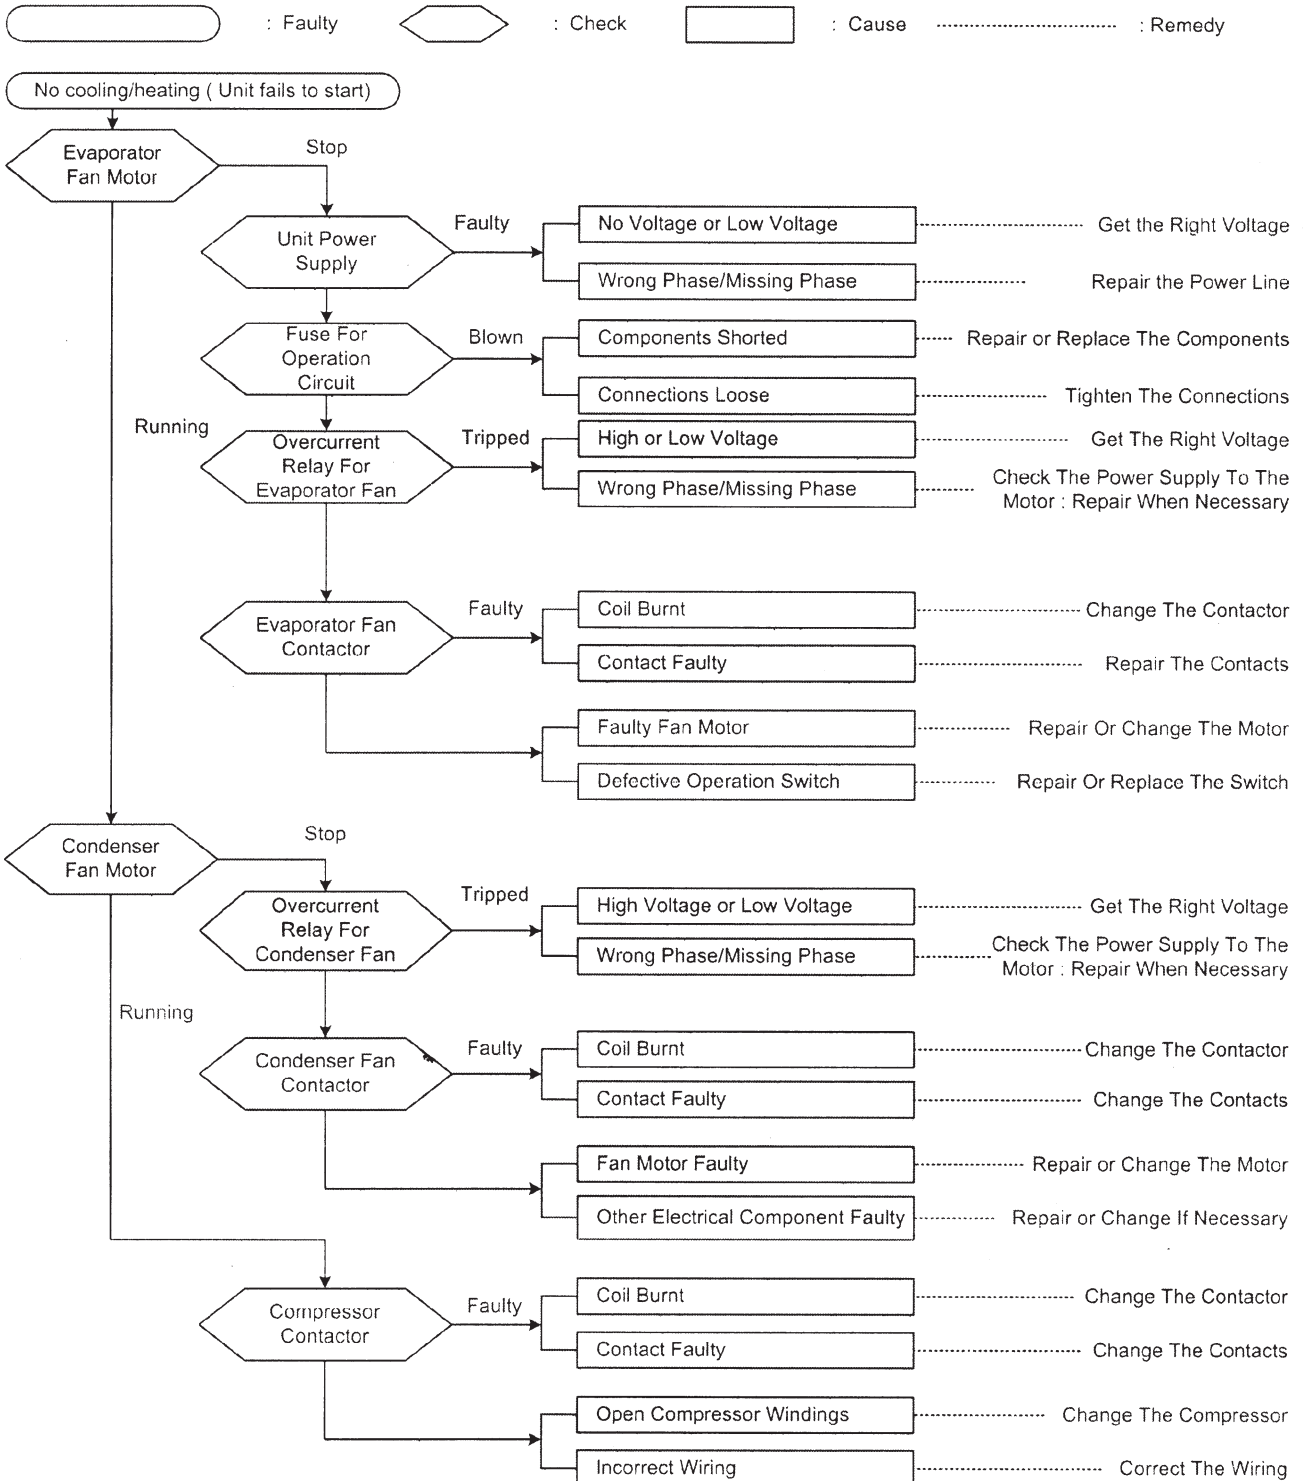 : Faulty : Check : Cause : Remedy
No cooling/heating ( Unit fails to start)
Evaporator
Fan Motor
Stop
Unit Power
Supply
Faulty
No Voltage or Low Voltage
Get the Right Voltage
Wrong Phase/Missing Phase
Repair the Power Line
Fuse For
Operation
Circuit
Blown
Components Shorted
Repair or Replace The Components
Connections Loose
Tighten The Connections
Running
Overcurrent
Relay For
Evaporator Fan
Tripped
High or Low Voltage
Get The Right Voltage
Wrong Phase/Missing Phase
Check The Power Supply To The
Motor : Repair When Necessary
Evaporator Fan
Contactor
Faulty
Coil Burnt
Change The Contactor
Contact Faulty
Repair The Contacts
Faulty Fan Motor
Repair Or Change The Motor
Defective Operation Switch
Repair Or Replace The Switch
Condenser
Fan Motor
Stop
Overcurrent
Relay For
Condenser Fan
Tripped
High Voltage or Low Voltage
Get The Right Voltage
Wrong Phase/Missing Phase
Check The Power Supply To The
Motor : Repair When Necessary
Running
Condenser Fan
Contactor
Faulty
Coil Burnt
Change The Contactor
Contact Faulty
Change The Contacts
Fan Motor Faulty
Repair or Change The Motor
Other Electrical Component Faulty
Repair or Change If Necessary
Compressor
Contactor
Faulty
Coil Burnt
Change The Contactor
Contact Faulty
Change The Contacts
Open Compressor Windings
Change The Compressor
Incorrect Wiring
Correct The Wiring